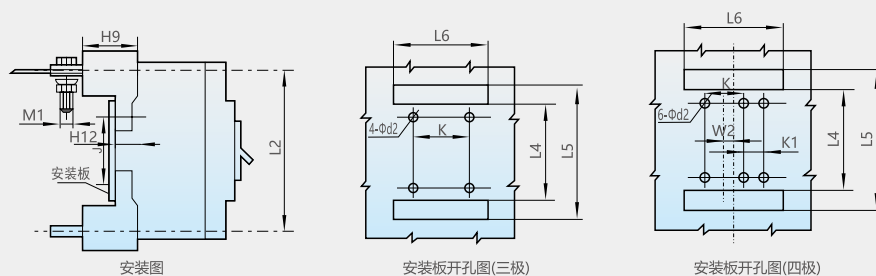 H9
M1
H12
J
安装板
L2
安装图
L6
4-Φd2
K
L4
L5
安装板开孔图(三极)
L6
K
6-Φd2
W2
K1
L4
L5
安装板开孔图(四极)